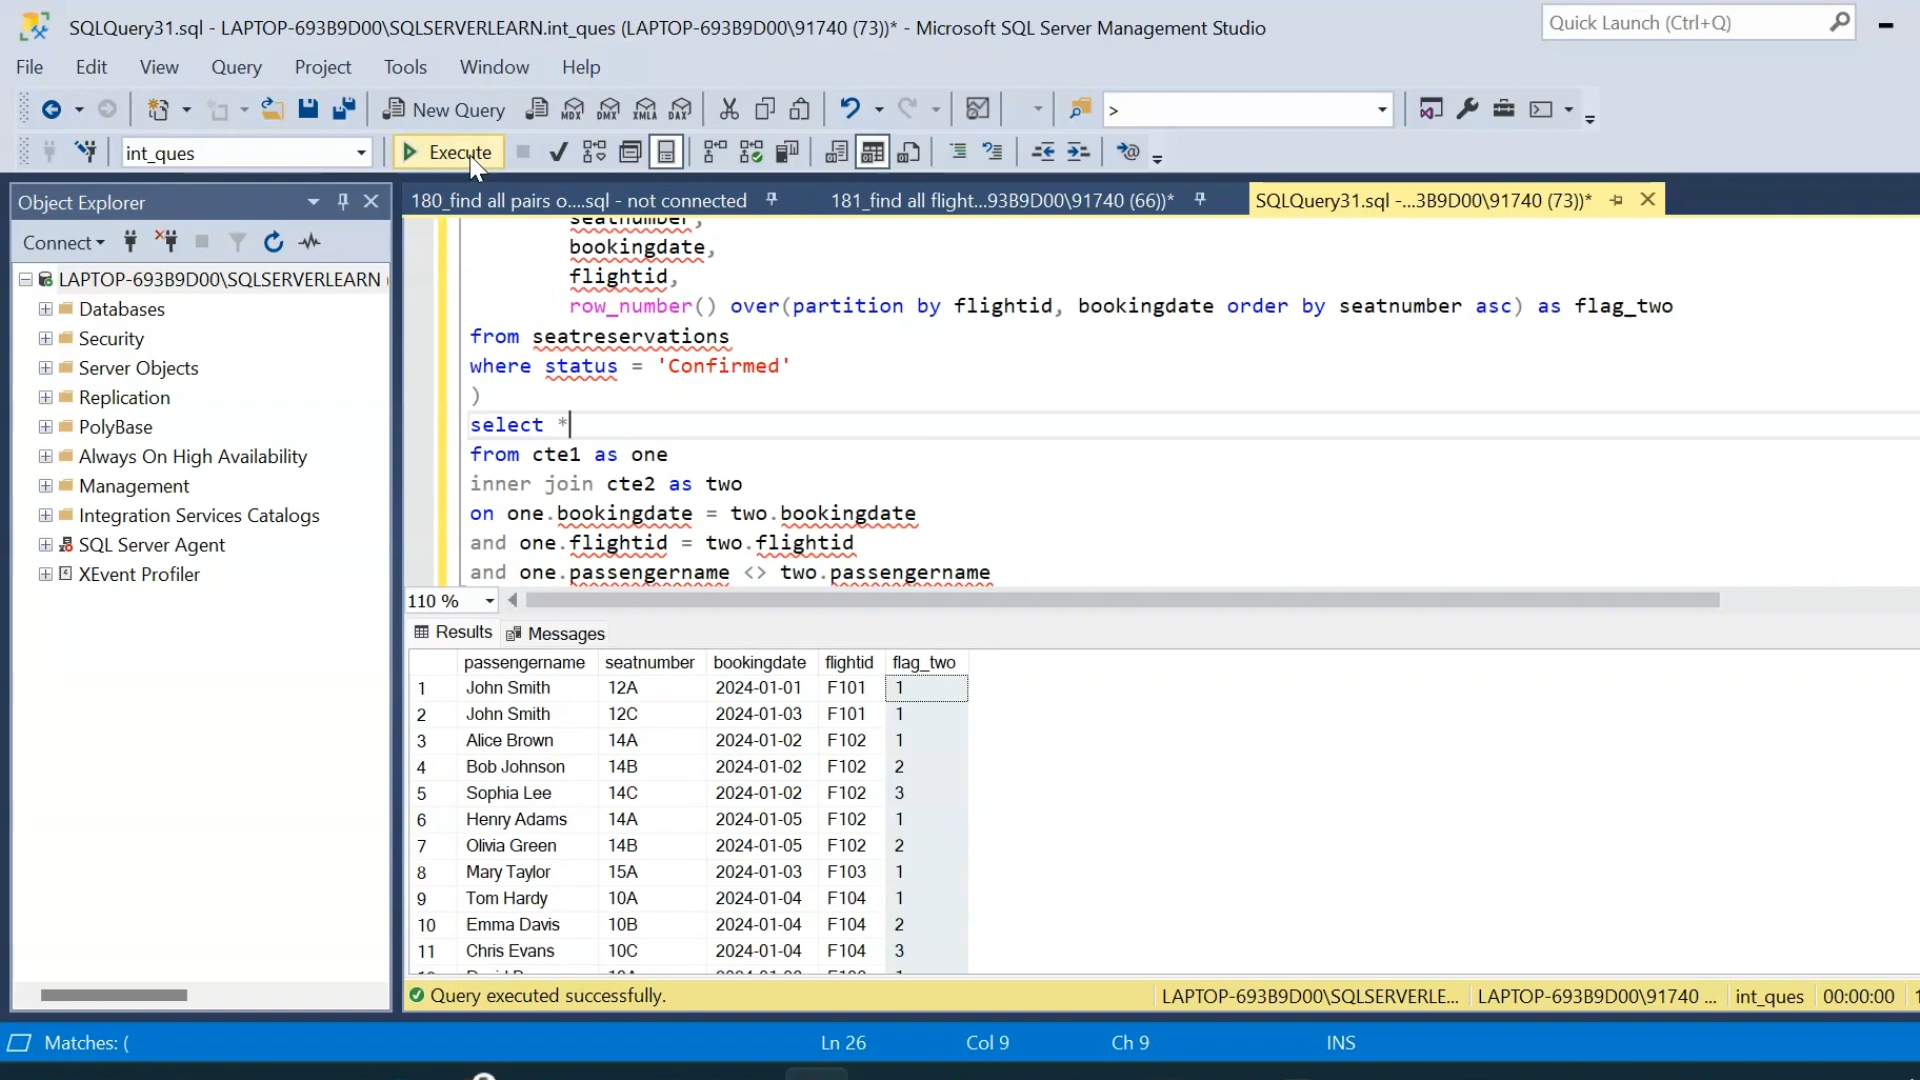 SQLQuery31.sql - LAPTOP-693B9D00\SQLSERVERLEARN.int_ques (LAPTOP-693B9D00\91740 (73))* - Microsoft SQL Server Management Studio
Quick Launch (Ctrl+Q)
File Edit View Query Project Tools Window Help
New Query MDX DMX XMLA DAX >
int_ques Execute
Object Explorer
180_find all pairs o....sql - not connected 181_find all flight...93B9D00\91740 (66))* SQLQuery31.sql -...3B9D00\91740 (73))*
Connect
LAPTOP-693B9D00\SQLSERVERLEARN (
Databases
Security
Server Objects
Replication
PolyBase
Always On High Availability
Management
Integration Services Catalogs
SQL Server Agent
XEvent Profiler
seatnumber,
bookingdate,
flightid,
row_number() over(partition by flightid, bookingdate order by seatnumber asc) as flag_two
from seatreservations
where status = 'Confirmed'
)
select *
from cte1 as one
inner join cte2 as two
on one.bookingdate = two.bookingdate
and one.flightid = two.flightid
and one.passengername <> two.passengername
110 %
Results Messages
passengername seatnumber bookingdate flightid flag_two
1 John Smith 12A 2024-01-01 F101 1
2 John Smith 12C 2024-01-03 F101 1
3 Alice Brown 14A 2024-01-02 F102 1
4 Bob Johnson 14B 2024-01-02 F102 2
5 Sophia Lee 14C 2024-01-02 F102 3
6 Henry Adams 14A 2024-01-05 F102 1
7 Olivia Green 14B 2024-01-05 F102 2
8 Mary Taylor 15A 2024-01-03 F103 1
9 Tom Hardy 10A 2024-01-04 F104 1
10 Emma Davis 10B 2024-01-04 F104 2
11 Chris Evans 10C 2024-01-04 F104 3
Query executed successfully. LAPTOP-693B9D00\SQLSERVERLE... LAPTOP-693B9D00\91740 ... int_ques 00:00:00
Matches: ( Ln 26 Col 9 Ch 9 INS